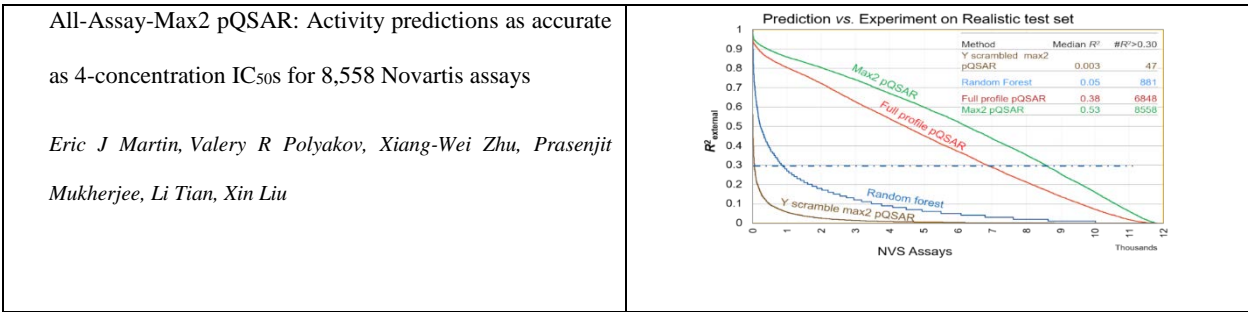 All-Assay-Max2 pQSAR: Activity predictions as accurate
as 4-concentration IC50s for 8,558 Novartis assays
Eric J Martin, Valery R Polyakov, Xiang-Wei Zhu, Prasenjit
Mukherjee, Li Tian, Xin Liu
Prediction vs. Experiment on Realistic test set
Method Median R² #R²>0.30
Y scrambled max2
pQSAR 0.003 47
Random Forest 0.05 881
Full profile pQSAR 0.38 6848
Max2 pQSAR 0.53 8558
Max2 pQSAR
Full profile pQSAR
Random forest
Y scramble max2 pQSAR
R²external
1
0.9
0.8
0.7
0.6
0.5
0.4
0.3
0.2
0.1
0
0 1 2 3 4 5 6 7 8 9 10 11 12
Thousands
NVS Assays